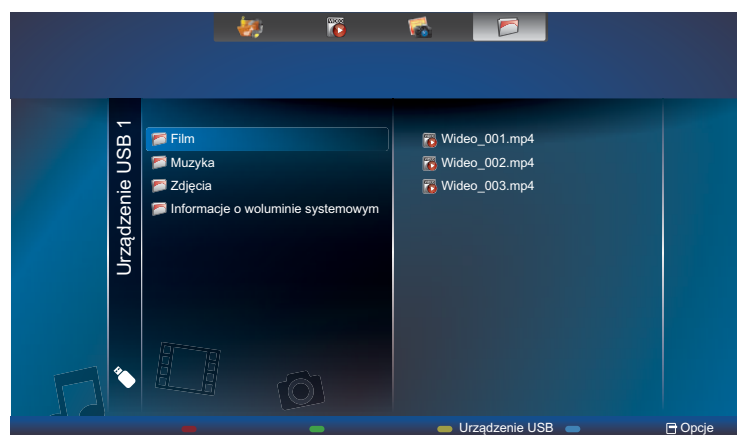 Urządzenie USB 1
Film
Muzyka
Zdjęcia
Informacje o woluminie systemowym
Wideo_001.mp4
Wideo_002.mp4
Wideo_003.mp4
Urządzenie USB
Opcje